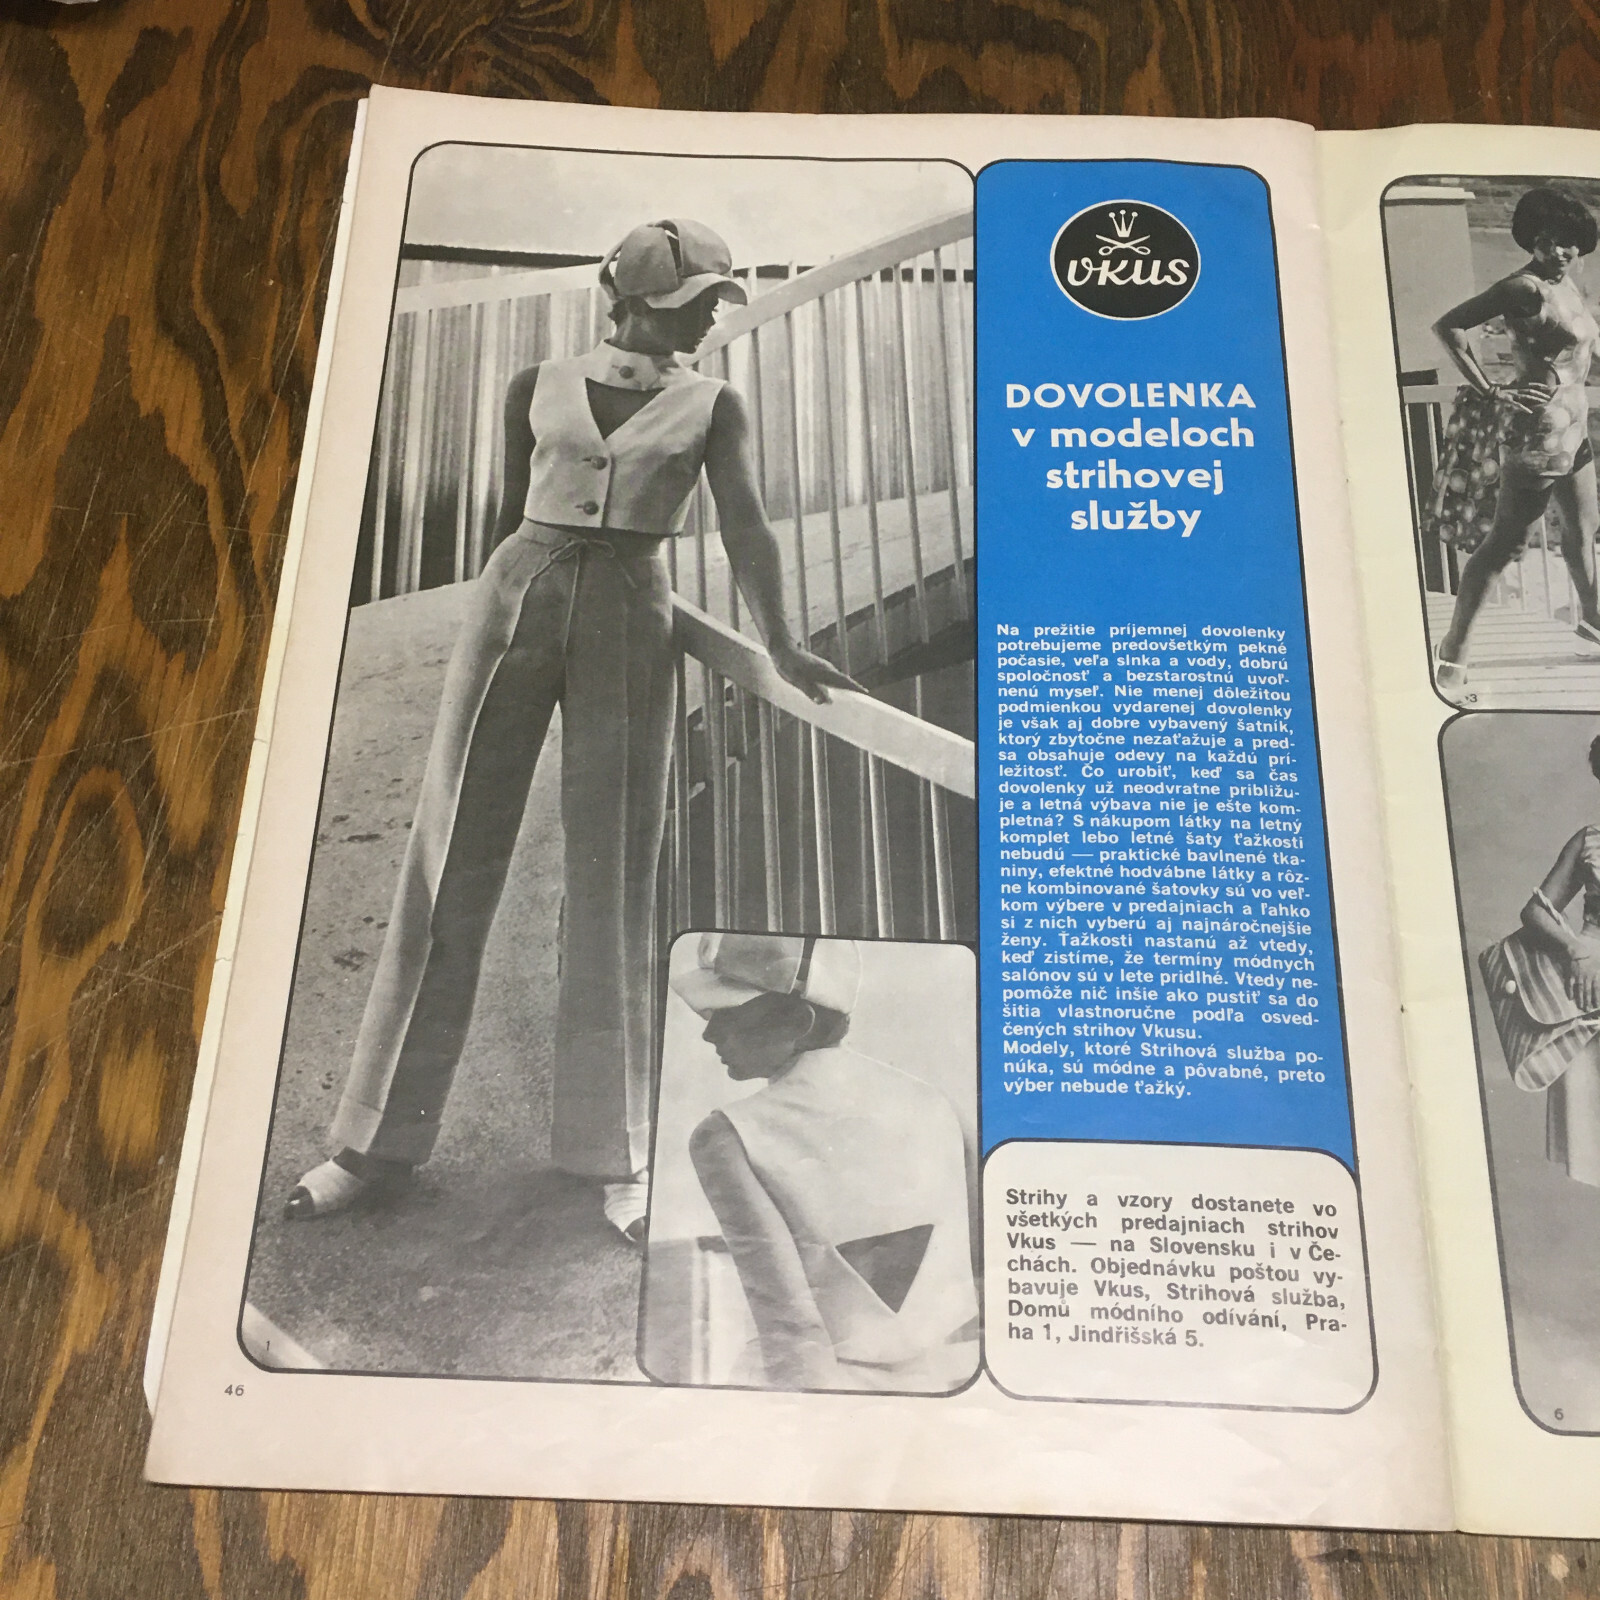 VKUS
DOVOLENKA
v modeloch
strihovej
služby
Na prežitie príjemnej dovolenky
potrebujeme predovšetkým pekné
počasie, veľa slnka a vody, dobrú
spoločnosť a bezstarostnú uvoľ-
nenú myseľ. Nie menej dôležitou
podmienkou vydarenej dovolenky
je však aj dobre vybavený šatník,
ktorý zbytočne nezaťažuje a pred-
sa obsahuje odevy na každú prí-
ležitosť. Čo urobiť, keď sa čas
dovolenky už neodvratne približu-
je a letná výbava nie je ešte kom-
pletná? S nákupom látky na letný
komplet lebo letné šaty ťažkosti
nebudú — praktické bavlnené tka-
niny, efektné hodvábne látky a rôz-
ne kombinované šatovky sú vo veľ-
kom výbere v predajniach a ľahko
si z nich vyberú aj najnáročnejšie
ženy. Ťažkosti nastanú až vtedy,
keď zistíme, že termíny módnych
salónov sú v lete pridlhé. Vtedy ne-
pomôže nič inšie ako pustiť sa do
šitia vlastnoručne podľa osved-
čených strihov Vkusu.
Modely, ktoré Strihová služba po-
núka, sú módne a pôvabné, preto
výber nebude ťažký.
Strihy a vzory dostanete vo
všetkých predajniach strihov
Vkus — na Slovensku i v Če-
chách. Objednávku poštou vy-
bavuje Vkus, Strihová služba,
Domů módního odívání, Pra-
ha 1, Jindřišská 5.
1
46
3
6